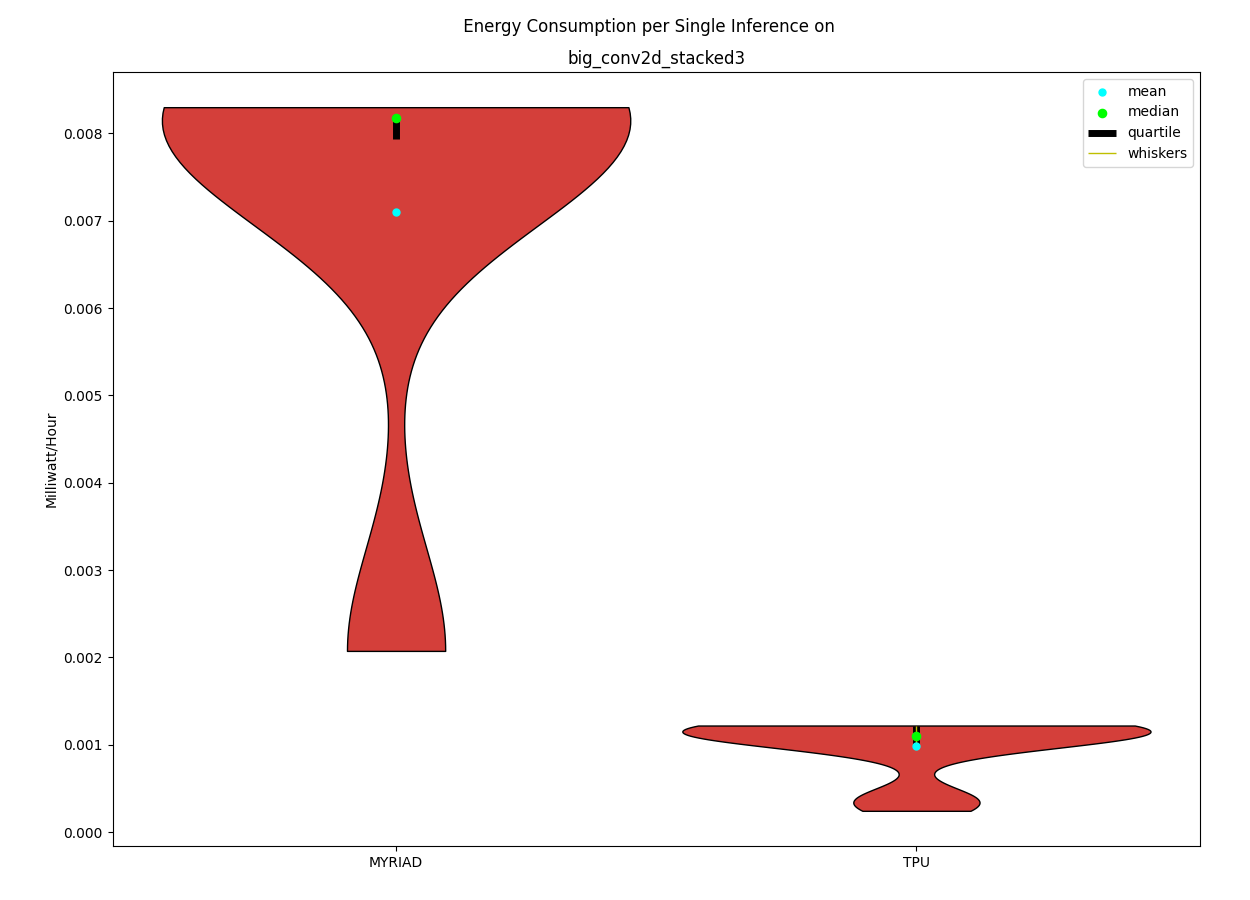 Energy Consumption per Single Inference on
big_conv2d_stacked3
mean
median
quartile
whiskers
0.008
0.007
0.006
0.005
0.004
0.003
0.002
0.001
0.000
Milliwatt/Hour
MYRIAD
TPU